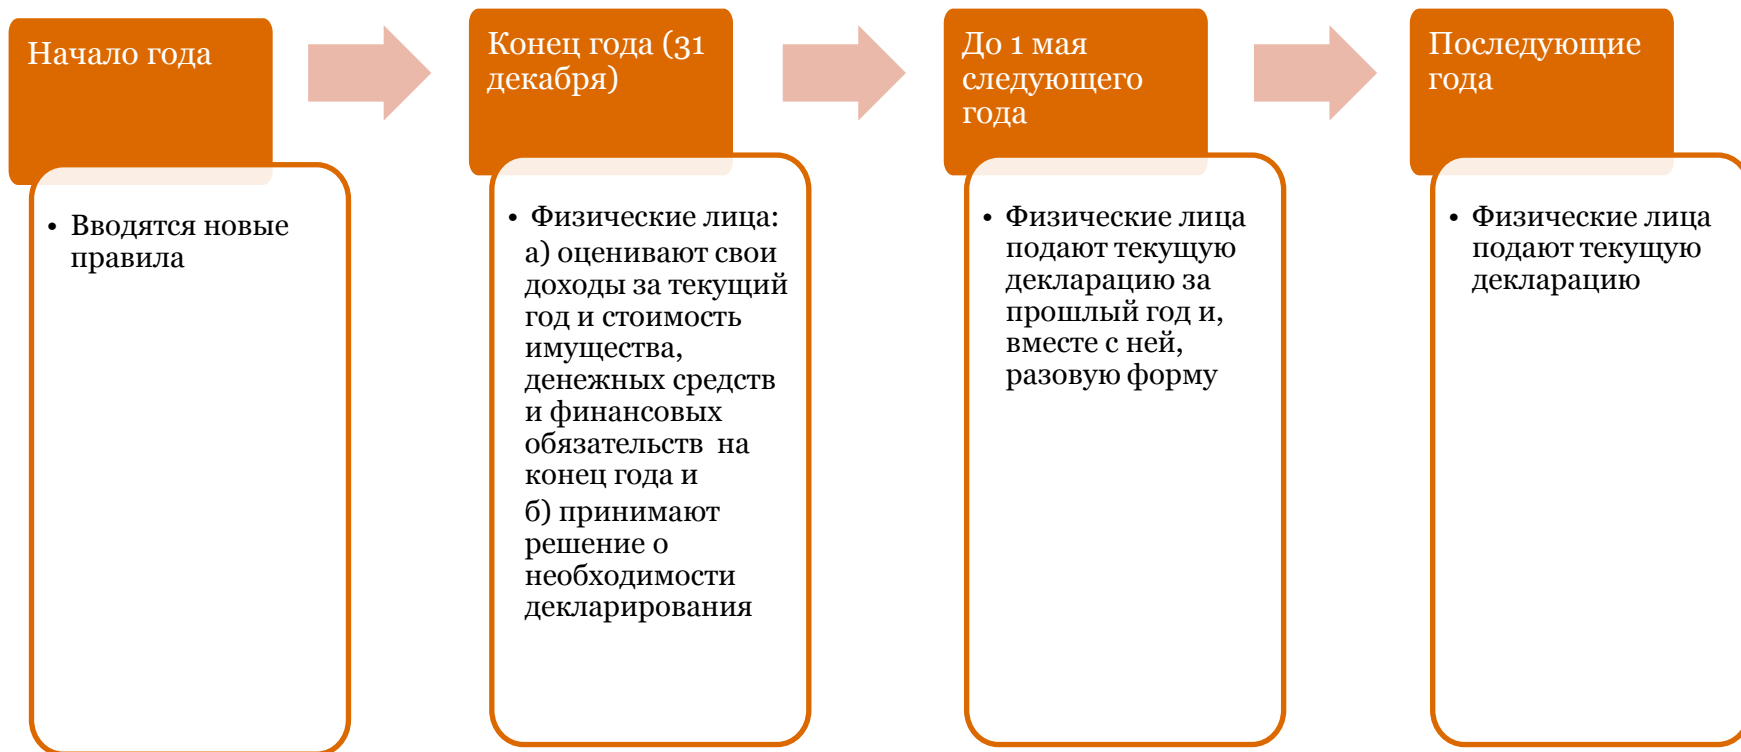 Начало года
• Вводятся новые
правила
Конец года (31
декабря)
• Физические лица:
а) оценивают свои
доходы за текущий
год и стоимость
имущества,
денежных средств
и финансовых
обязательств на
конец года и
б) принимают
решение о
необходимости
декларирования
До 1 мая
следующего
года
• Физические лица
подают текущую
декларацию за
прошлый год и,
вместе с ней,
разовую форму
Последующие
года
• Физические лица
подают текущую
декларацию